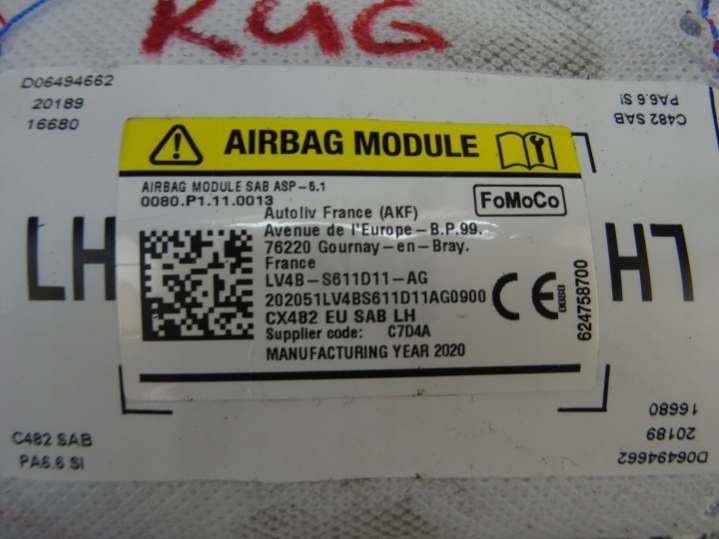 KUG
D06494662
20189
16680
C482 SAB
PA6.6 SI
AIRBAG MODULE
AIRBAG MODULE SAB ASP-5.1
0080.P1.11.0013
FoMoCo
Autoliv France (AKF)
Avenue de l'Europe-B.P.99.
76220 Gournay-en-Bray.
France
LV4B-S611D11-AG
202051LV4BS611D11AG0900
CX482 EU SAB LH
Supplier code: C7D4A
MANUFACTURING YEAR 2020
CE
0080
624758700
LH
LH
C482 SAB
PA6.6 SI
16680
20189
D06494662